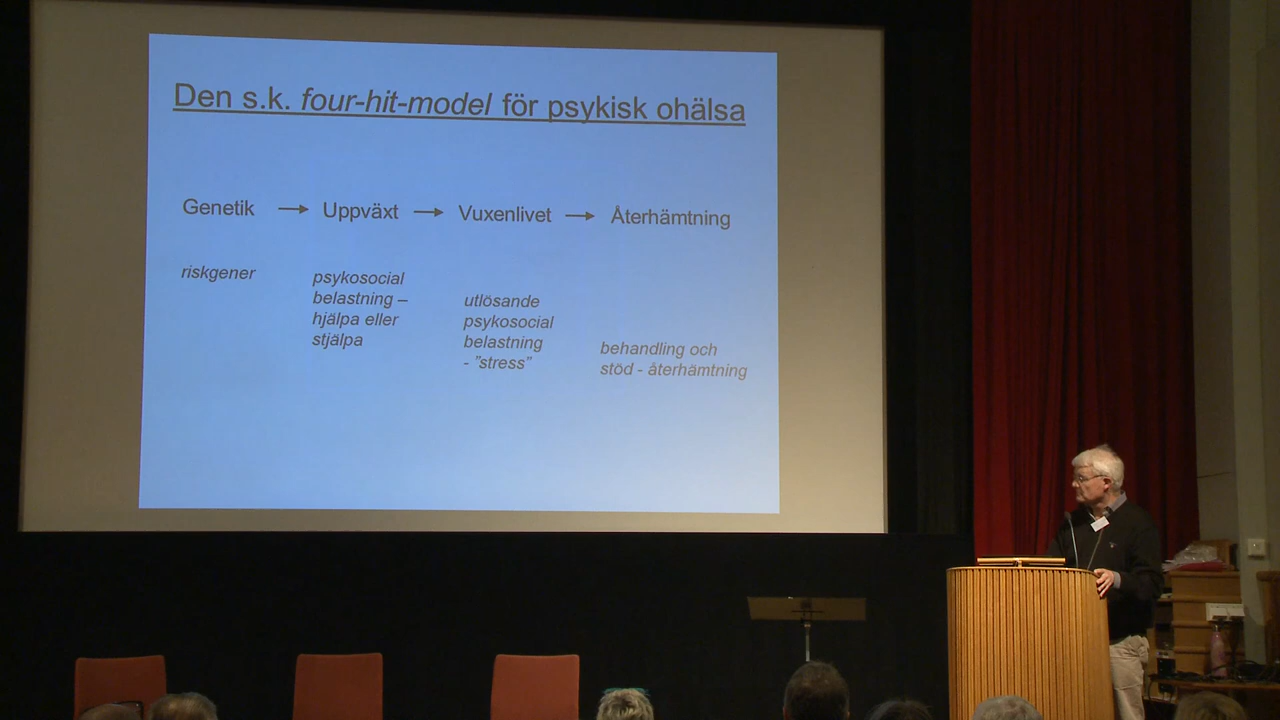 Den s.k. four-hit-model för psykisk ohälsa
Genetik → Uppväxt → Vuxenlivet → Återhämtning
riskgener
psykosocial
belastning –
hjälpa eller
stjälpa
utlösande
psykosocial
belastning
- ”stress”
behandling och
stöd - återhämtning